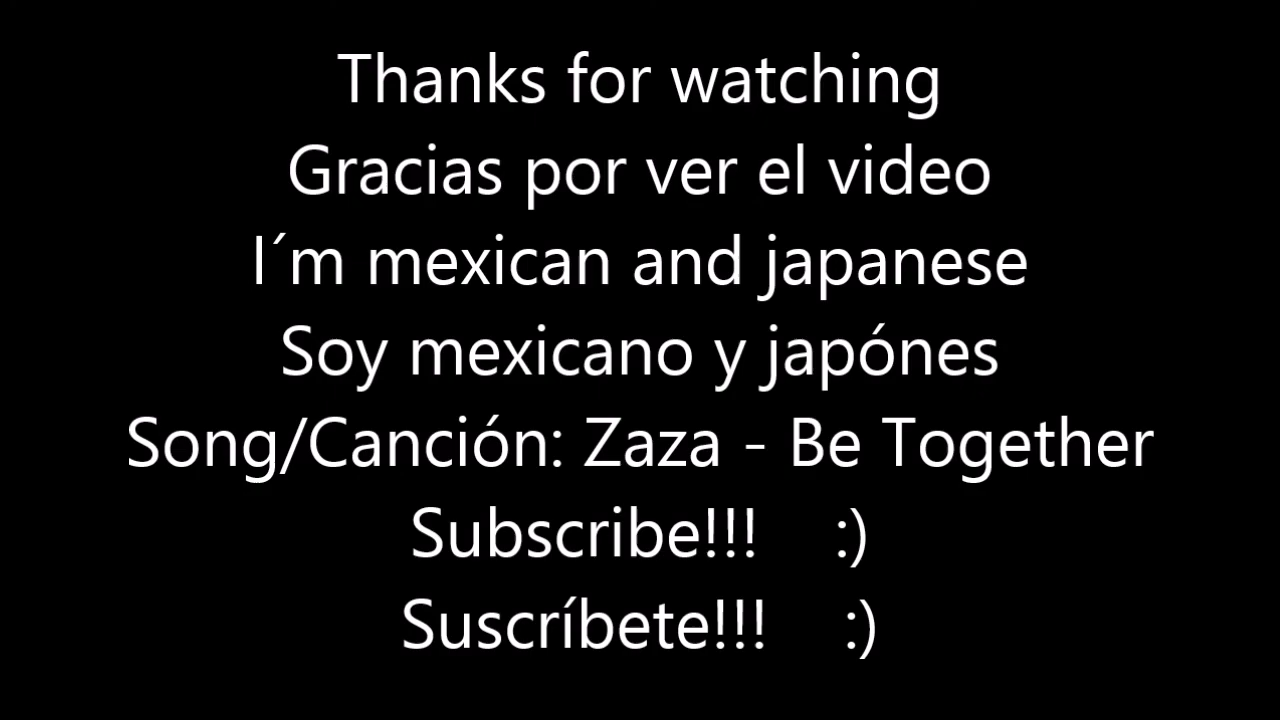 Thanks for watching
Gracias por ver el video
I´m mexican and japanese
Soy mexicano y japónes
Song/Canción: Zaza - Be Together
Subscribe!!! :)
Suscríbete!!! :)